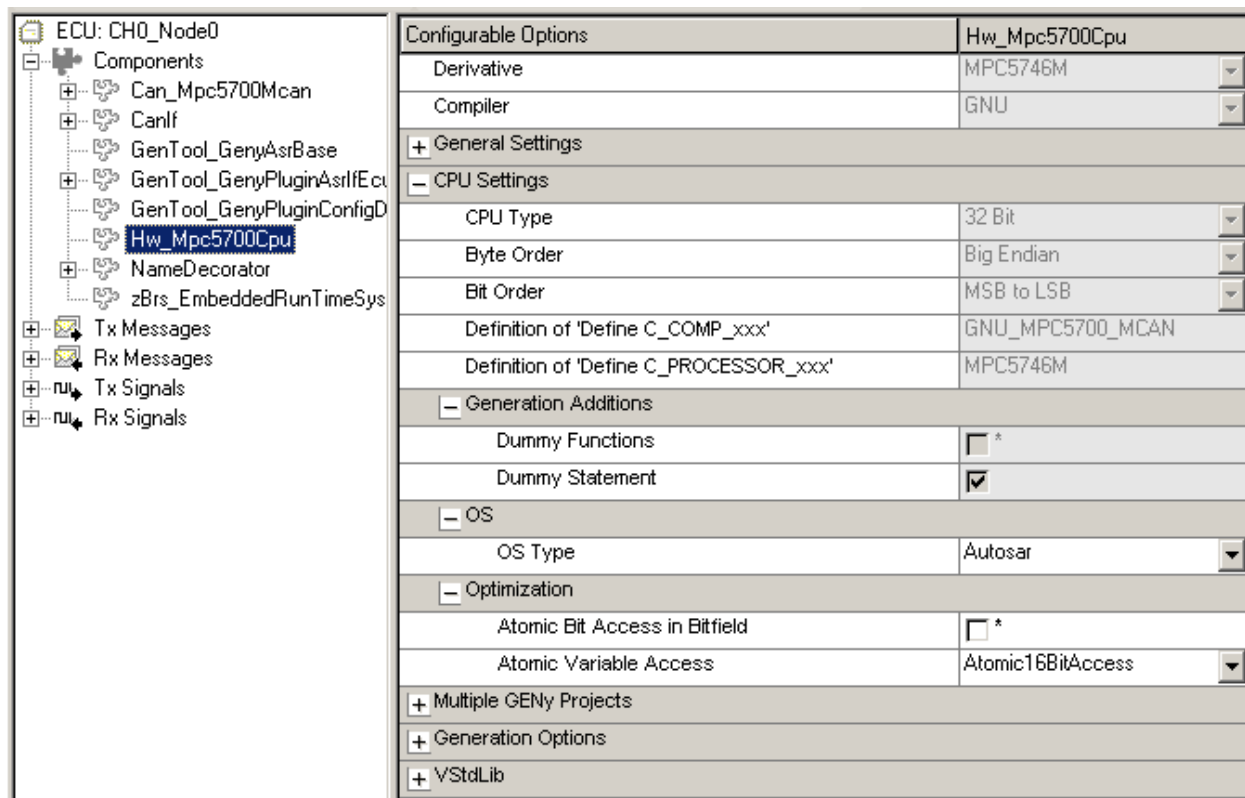 ECU: CH0_Node0
Components
Can_Mpc5700Mcan
CanIf
GenTool_GenyAsrBase
GenTool_GenyPluginAsrIfEcu
GenTool_GenyPluginConfigD
Hw_Mpc5700Cpu
NameDecorator
zBrs_EmbeddedRunTimeSys
Tx Messages
Rx Messages
Tx Signals
Rx Signals
Configurable Options Hw_Mpc5700Cpu
Derivative MPC5746M
Compiler GNU
General Settings
CPU Settings
CPU Type 32 Bit
Byte Order Big Endian
Bit Order MSB to LSB
Definition of 'Define C_COMP_xxx' GNU_MPC5700_MCAN
Definition of 'Define C_PROCESSOR_xxx' MPC5746M
Generation Additions
Dummy Functions *
Dummy Statement
OS
OS Type Autosar
Optimization
Atomic Bit Access in Bitfield *
Atomic Variable Access Atomic16BitAccess
Multiple GENy Projects
Generation Options
VStdLib